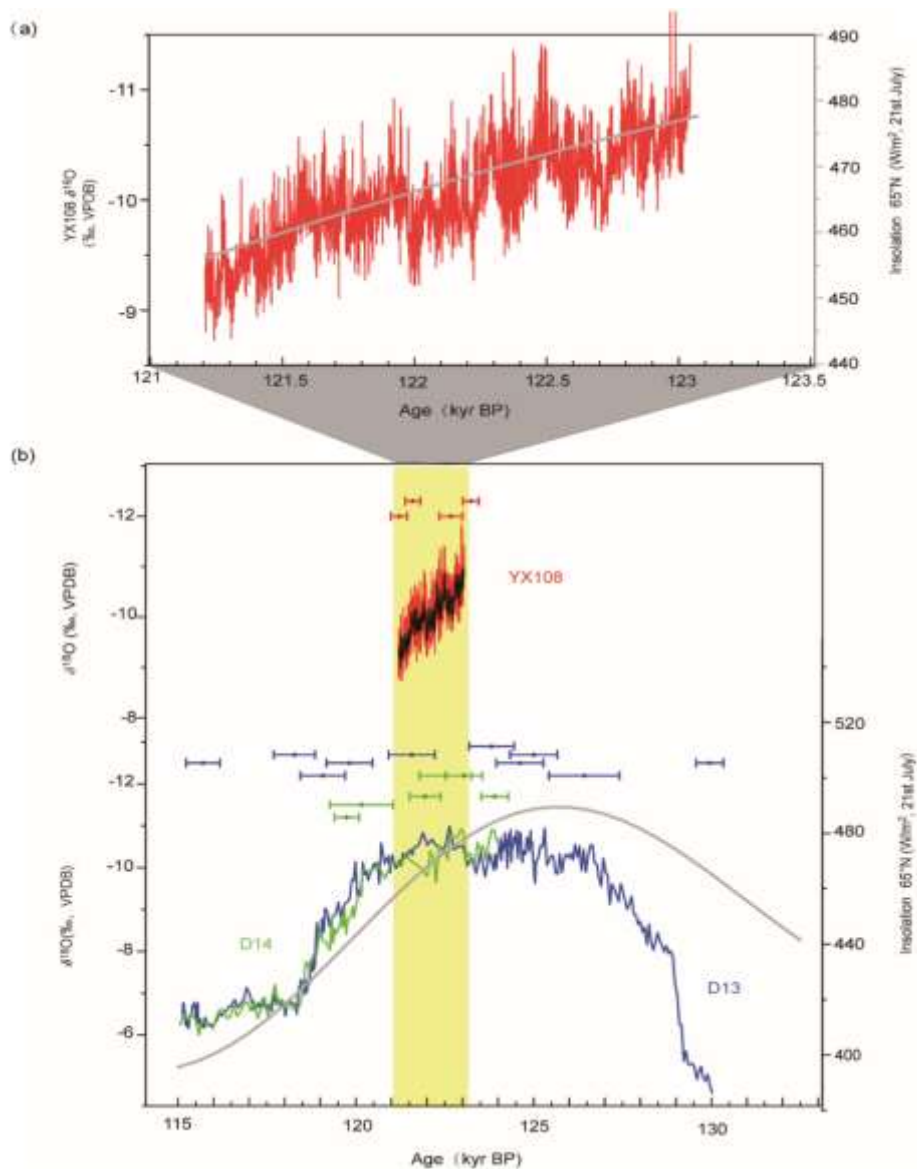 (a)
-11
-10
-9
YX108 δ¹⁸O
(‰, VPDB)
490
480
470
460
450
440
Insolation 65°N (W/m², 21st July)
121
121.5
122
122.5
123
123.5
Age (kyr BP)
(b)
-12
-10
-8
δ¹⁸O (‰, VPDB)
YX108
-12
-10
-8
-6
δ¹⁸O(‰, VPDB)
D14
D13
520
480
440
400
Insolation 65°N (W/m², 21st July)
115
120
125
130
Age (kyr BP)